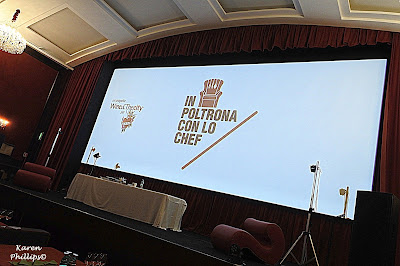 IN
POLTRONA
CON LO
CHEF
Karen
Phillips©